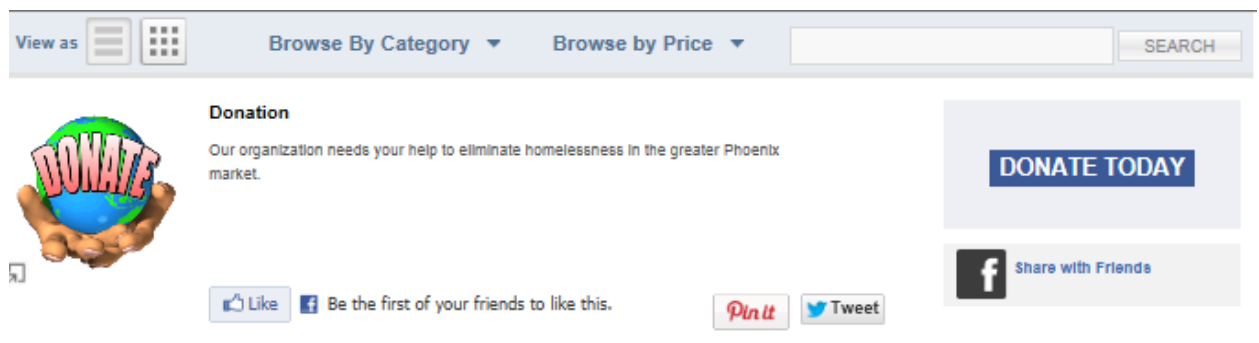 View as
Browse By Category
Browse by Price
SEARCH
DONATE
Donation
Our organization needs your help to eliminate homelessness in the greater Phoenix
market.
DONATE TODAY
f Share with Friends
Like
f Be the first of your friends to like this.
Pin it
Tweet